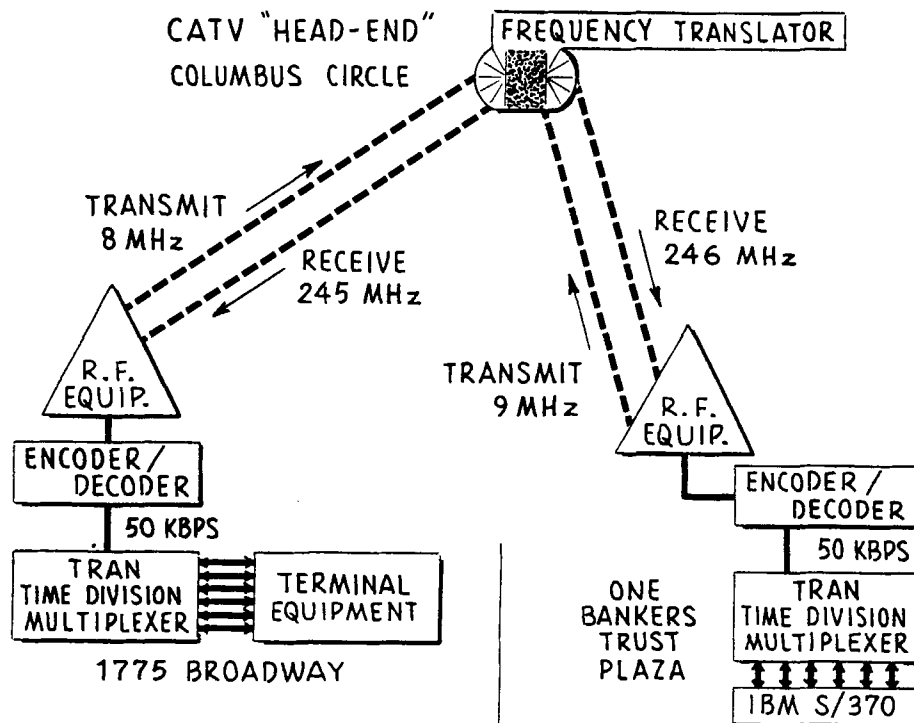 CATV "HEAD-END"
COLUMBUS CIRCLE
FREQUENCY TRANSLATOR
TRANSMIT
8 MHz
RECEIVE
245 MHz
RECEIVE
246 MHz
TRANSMIT
9 MHz
R.F.
EQUIP.
ENCODER/
DECODER
50 KBPS
TRAN
TIME DIVISION
MULTIPLEXER
TERMINAL
EQUIPMENT
1775 BROADWAY
R.F.
EQUIP.
ENCODER/
DECODER
50 KBPS
TRAN
TIME DIVISION
MULTIPLEXER
IBM S/370
ONE
BANKERS
TRUST
PLAZA